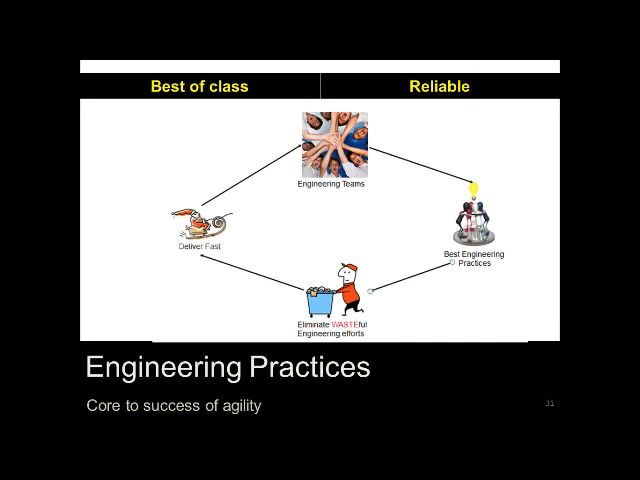 Best of class
Reliable
Engineering Teams
Deliver Fast
Best Engineering
Practices
Eliminate WASTEful
Engineering efforts
Engineering Practices
Core to success of agility
31